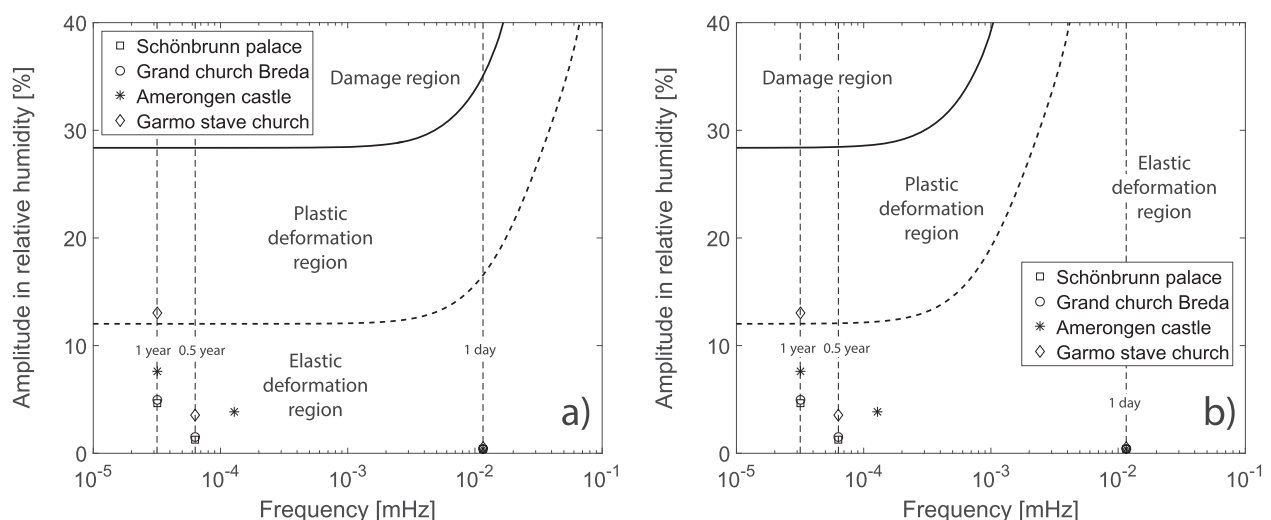 Amplitude in relative humidity [%]
40
30
20
10
0
Schönbrunn palace
Grand church Breda
Amerongen castle
Garmo stave church
Damage region
Plastic
deformation
region
1 year 0.5 year
1 day
Elastic
deformation
region
a)
10-5
10-4
10-3
10-2
10-1
Frequency [mHz]
Amplitude in relative humidity [%]
40
30
20
10
0
Damage region
Elastic
deformation
region
Plastic
deformation
region
Schönbrunn palace
Grand church Breda
Amerongen castle
Garmo stave church
1 year 0.5 year
1 day
b)
10-5
10-4
10-3
10-2
10-1
Frequency [mHz]